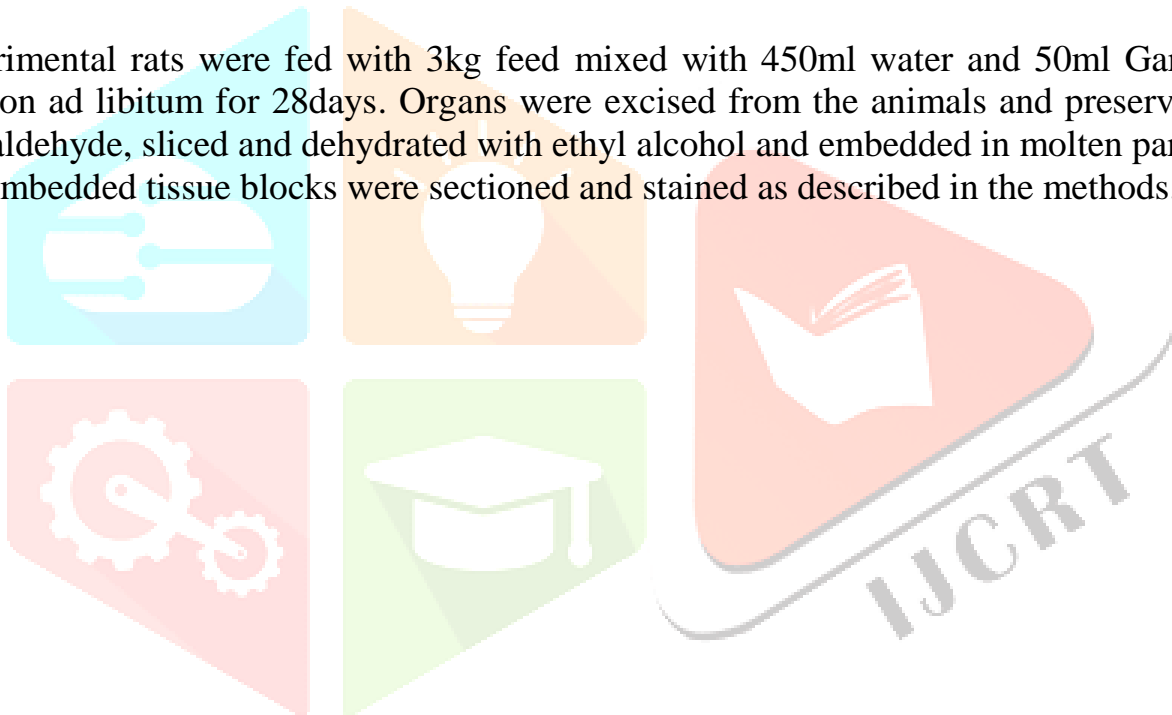 rimental rats were fed with 3kg feed mixed with 450ml water and 50ml Gar
on ad libitum for 28days. Organs were excised from the animals and preserv
aldehyde, sliced and dehydrated with ethyl alcohol and embedded in molten par
mbedded tissue blocks were sectioned and stained as described in the methods
IJCRT